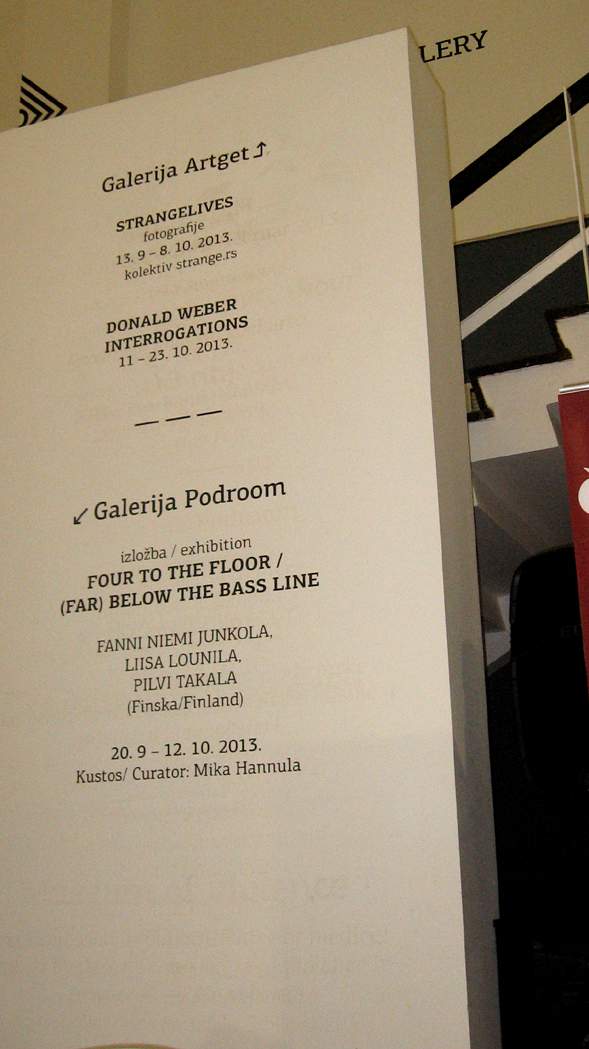 LERY
Galerija Artget
STRANGELIVES
fotografije
13. 9 – 8. 10. 2013.
kolektiv strange.rs
DONALD WEBER
INTERROGATIONS
11 – 23. 10. 2013.
Galerija Podroom
izložba / exhibition
FOUR TO THE FLOOR /
(FAR) BELOW THE BASS LINE
FANNI NIEMI JUNKOLA,
LIISA LOUNILA,
PILVI TAKALA
(Finska/Finland)
20. 9 – 12. 10. 2013.
Kustos/ Curator: Mika Hannula